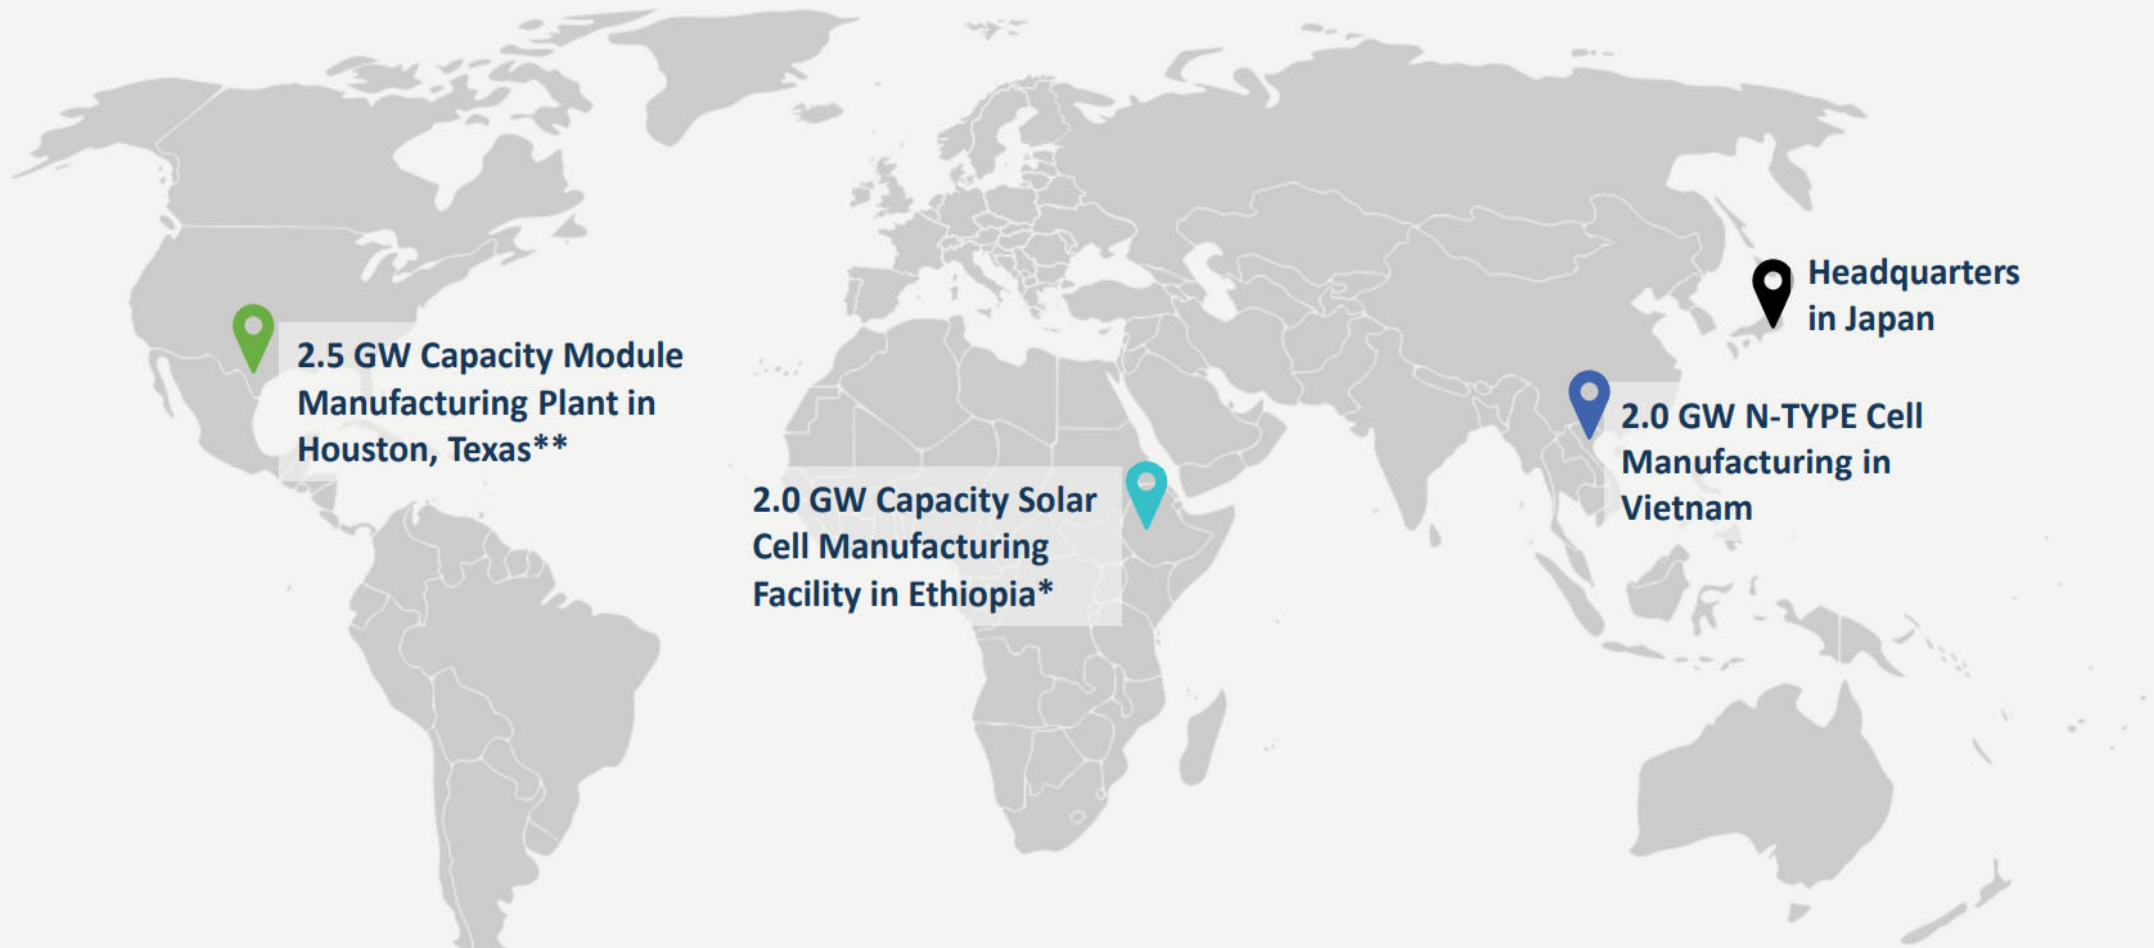 Headquarters
in Japan
2.5 GW Capacity Module
Manufacturing Plant in
Houston, Texas**
2.0 GW N-TYPE Cell
Manufacturing in
Vietnam
2.0 GW Capacity Solar
Cell Manufacturing
Facility in Ethiopia*